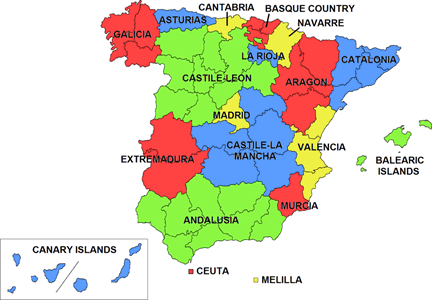 CANTABRIA
BASQUE COUNTRY
ASTURIAS
NAVARRE
GALICIA
LA RIOJA
CATALONIA
CASTILE-LEON
ARAGON
MADRID
CASTILE-LA
MANCHA
VALENCIA
EXTREMADURA
BALEARIC
ISLANDS
MURCIA
ANDALUSIA
CANARY ISLANDS
CEUTA
MELILLA